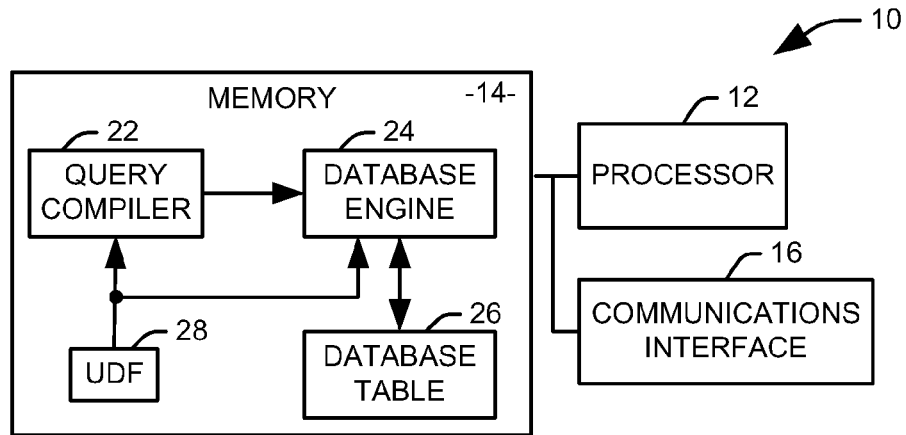 10
MEMORY
-14-
12
PROCESSOR
22
QUERY
COMPILER
24
DATABASE
ENGINE
16
COMMUNICATIONS
INTERFACE
28
UDF
26
DATABASE
TABLE